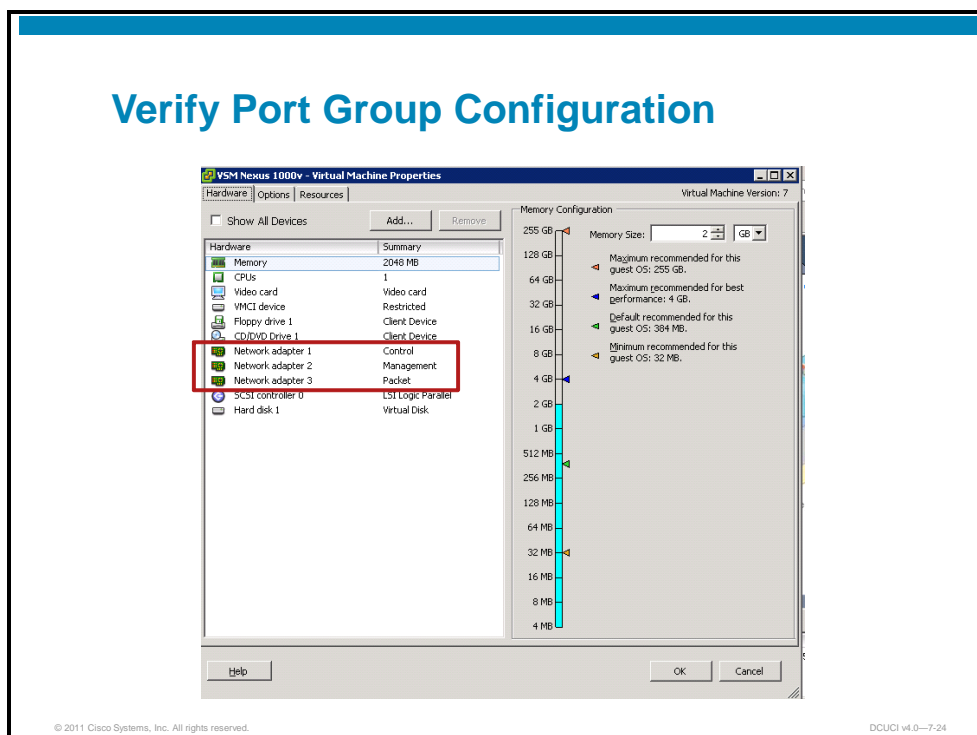 Verify Port Group Configuration
VSM Nexus 1000v - Virtual Machine Properties
Hardware Options Resources
Virtual Machine Version: 7
Show All Devices
Add...
Remove
Hardware Summary
Memory 2048 MB
CPUs 1
Video card Video card
VMCI device Restricted
Floppy drive 1 Client Device
CD/DVD Drive 1 Client Device
Network adapter 1 Control
Network adapter 2 Management
Network adapter 3 Packet
SCSI controller 0 LSI Logic Parallel
Hard disk 1 Virtual Disk
Memory Configuration
255 GB
128 GB
64 GB
32 GB
16 GB
8 GB
4 GB
2 GB
1 GB
512 MB
256 MB
128 MB
64 MB
32 MB
16 MB
8 MB
4 MB
Memory Size: 2 GB
Maximum recommended for this
guest OS: 255 GB.
Maximum recommended for best
performance: 4 GB.
Default recommended for this
guest OS: 384 MB.
Minimum recommended for this
guest OS: 32 MB.
Help
OK
Cancel
© 2011 Cisco Systems, Inc. All rights reserved.
DCUCI v4.0—7-24